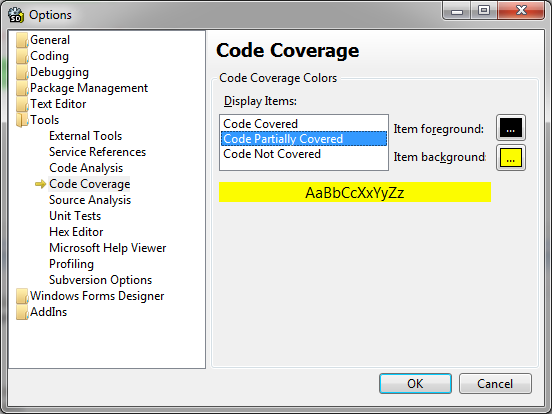 Options
General
Coding
Debugging
Package Management
Text Editor
Tools
External Tools
Service References
Code Analysis
Code Coverage
Source Analysis
Unit Tests
Hex Editor
Microsoft Help Viewer
Profiling
Subversion Options
Windows Forms Designer
AddIns
Code Coverage
Code Coverage Colors
Display Items:
Code Covered
Code Partially Covered
Code Not Covered
Item foreground:
...
Item background:
...
AaBbCcXxYyZz
OK
Cancel